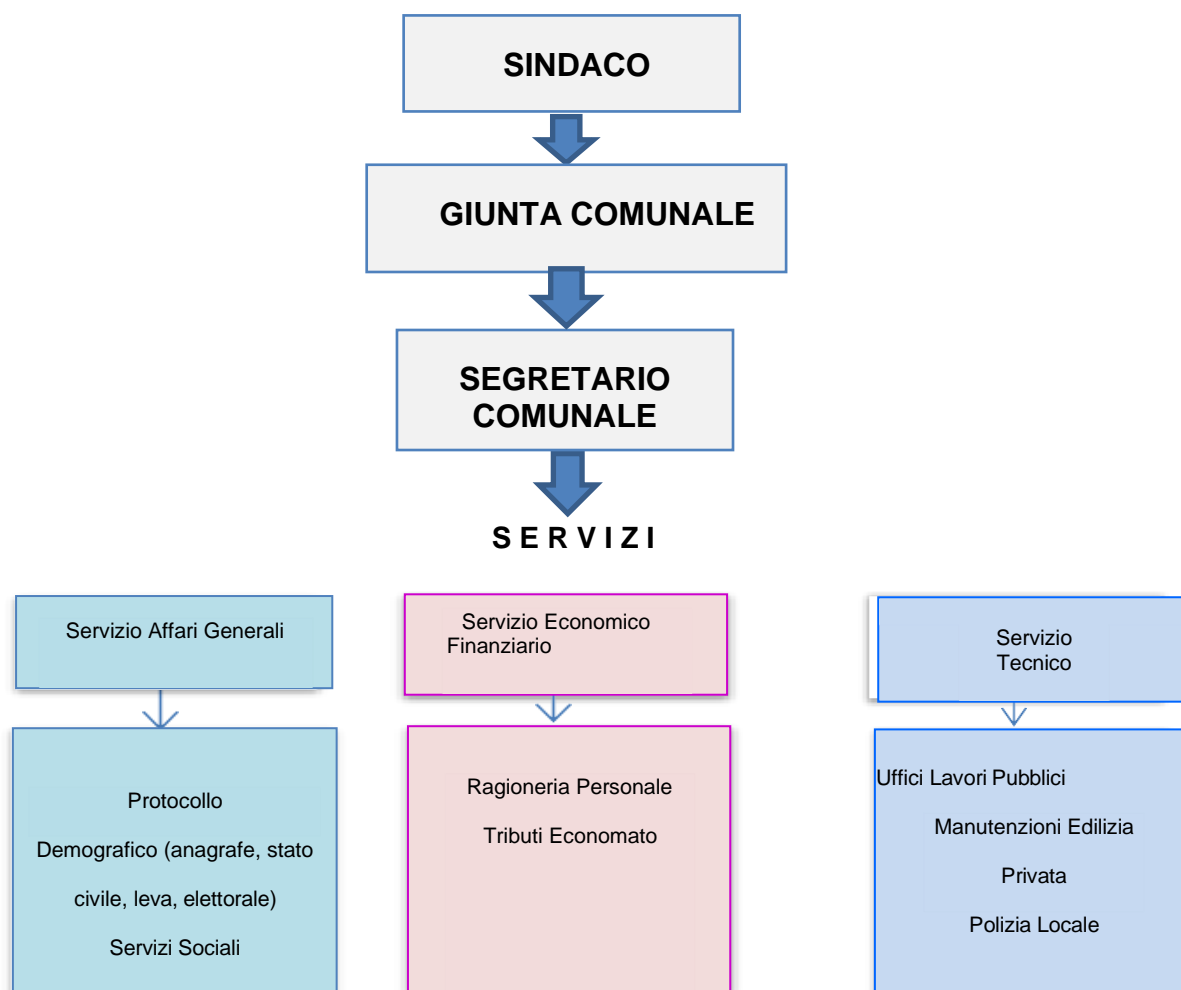 SINDACO
GIUNTA COMUNALE
SEGRETARIO
COMUNALE
S E R V I Z I
Servizio Affari Generali
Servizio Economico
Finanziario
Servizio
Tecnico
Protocollo
Demografico (anagrafe, stato
civile, leva, elettorale)
Servizi Sociali
Ragioneria Personale
Tributi Economato
Uffici Lavori Pubblici
Manutenzioni Edilizia
Privata
Polizia Locale